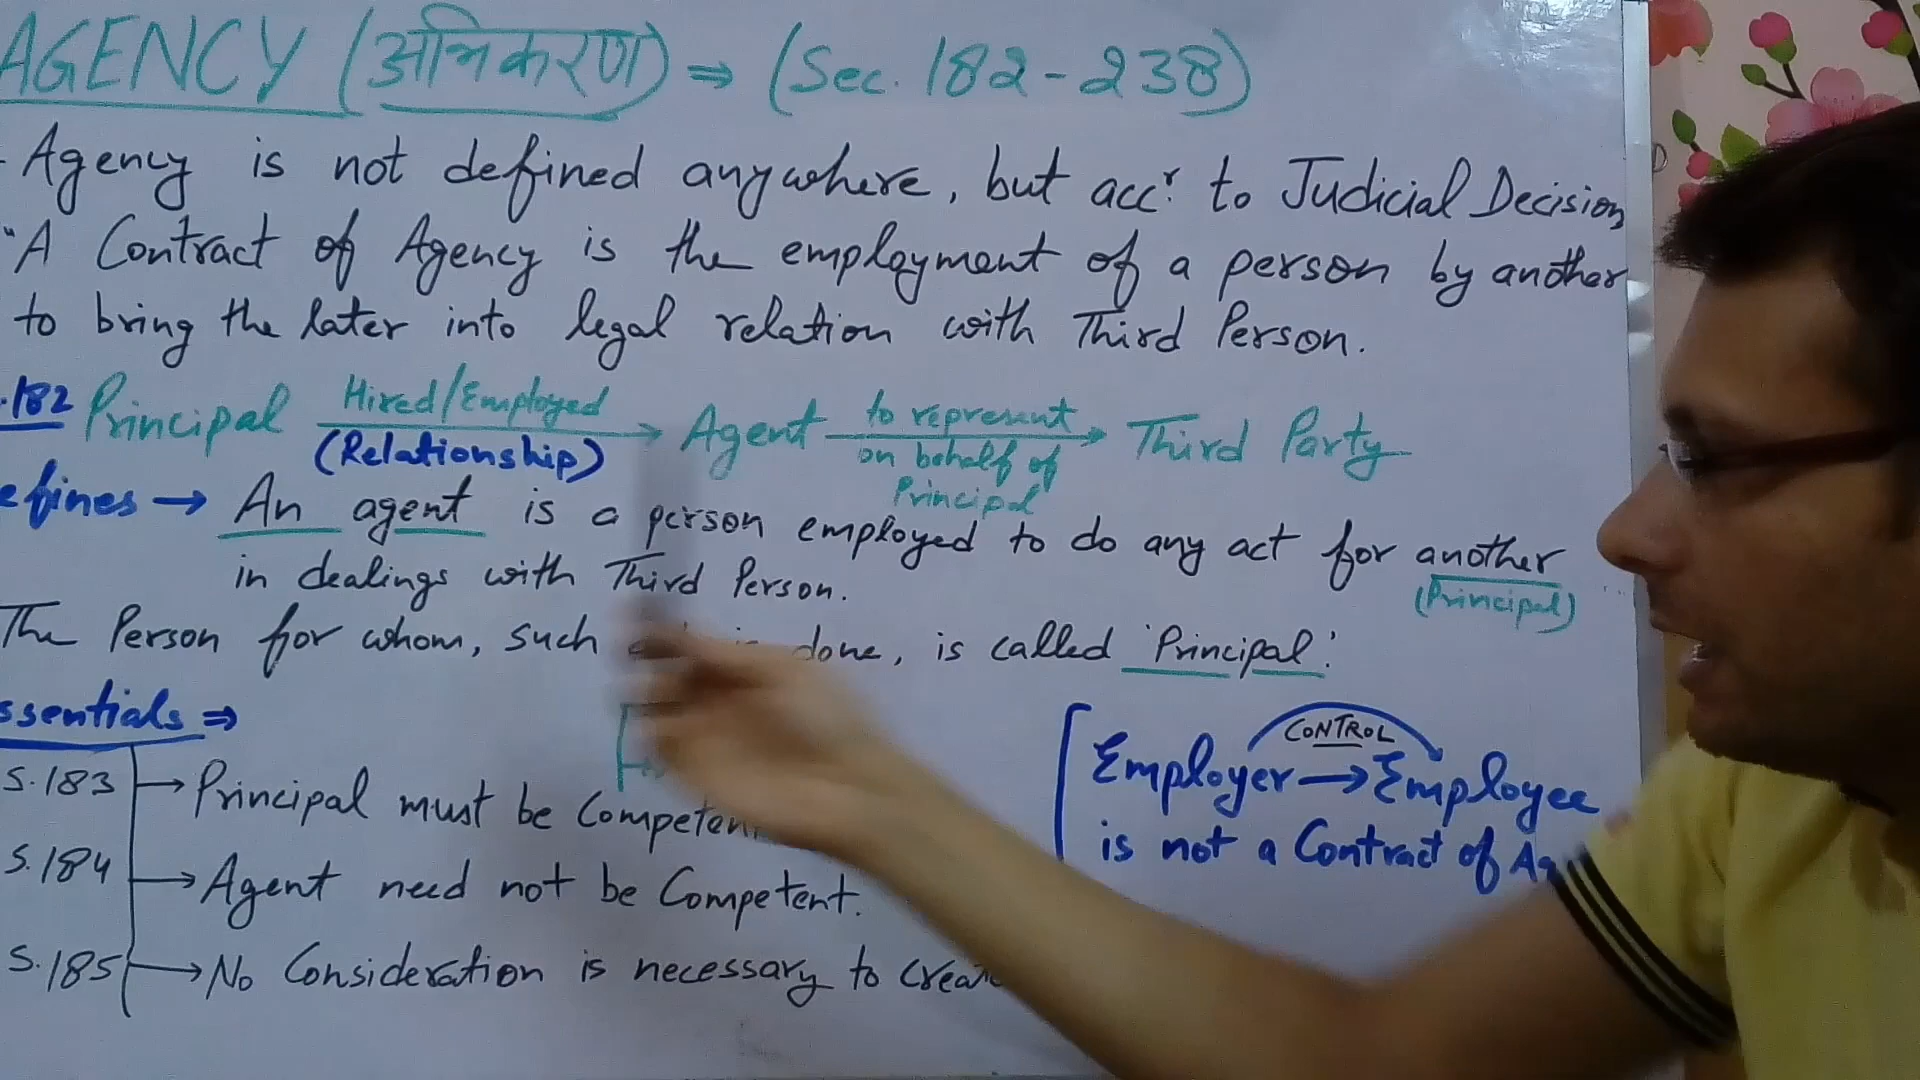 AGENCY (अभिकरण) ⇒ (Sec. 182-238)
- Agency is not defined anywhere, but accr. to Judicial Decision,
"A Contract of Agency is the employment of a person by another
to bring the later into legal relation with Third Person.
.182 Principal Hired/Employed (Relationship) → Agent to represent on behalf of Principal → Third Party
efines → An agent is a person employed to do any act for another
(Principal)
in dealings with Third Person.
The Person for whom, such done, is called 'Principal'.
ssentials ⇒
S.183 → Principal must be Competen
S.184 → Agent need not be Competent.
S.185 → No Consideration is necessary to Creat
CONTROL
Employer → Employee
is not a Contract of Ag